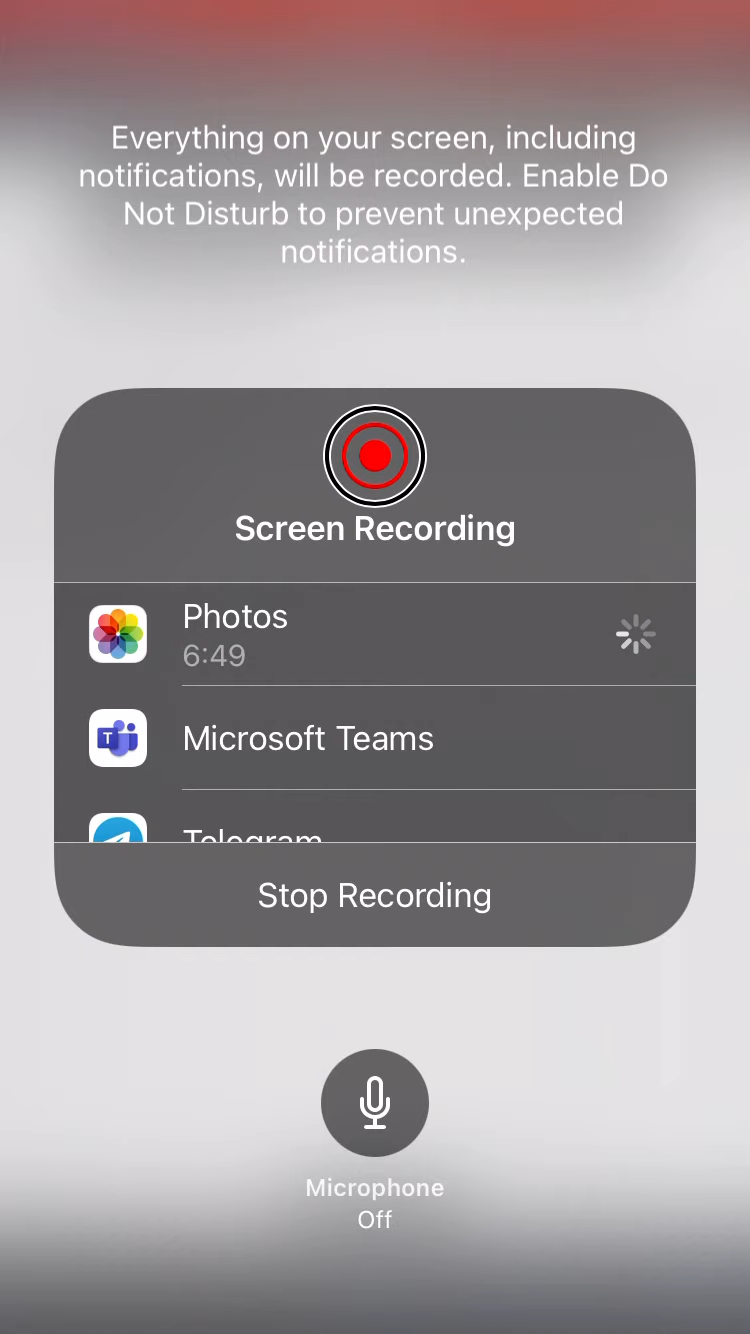 Everything on your screen, including
notifications, will be recorded. Enable Do
Not Disturb to prevent unexpected
notifications.
Screen Recording
Photos
6:49
T
Microsoft Teams
Telegram
Stop Recording
Microphone
Off